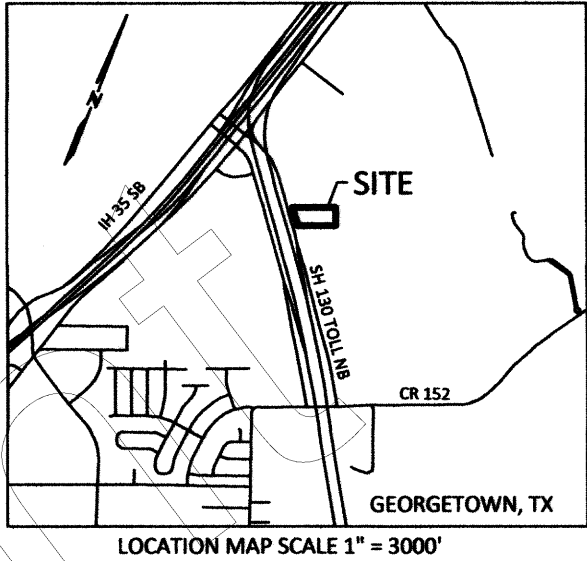 N
SITE
IH 35 SB
SH 130 TOLL NB
CR 152
GEORGETOWN, TX
LOCATION MAP SCALE 1" = 3000'